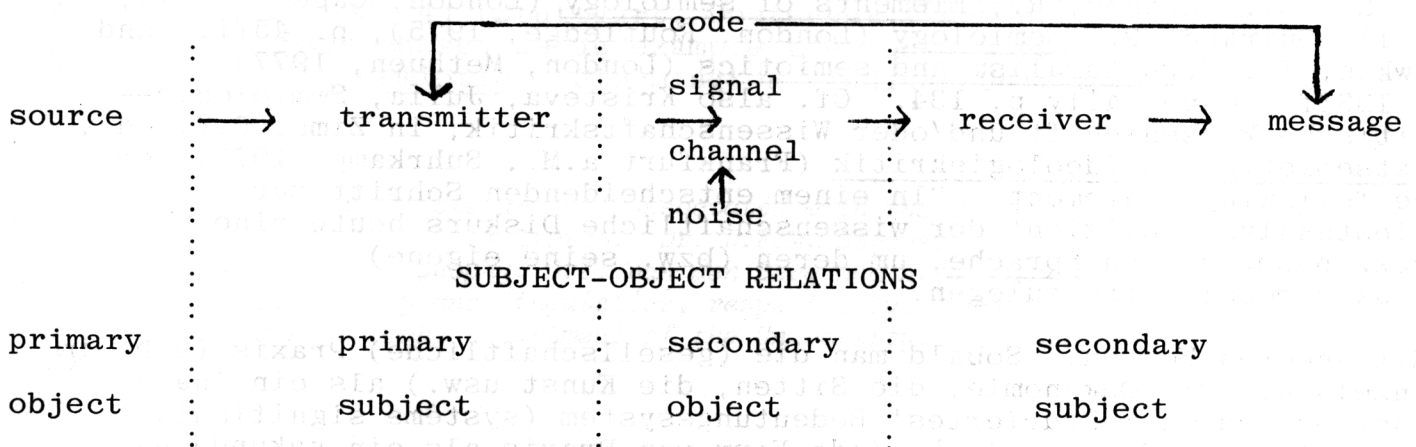 code
signal
source transmitter receiver message
channel
noise
SUBJECT-OBJECT RELATIONS
primary primary secondary secondary
object subject object subject